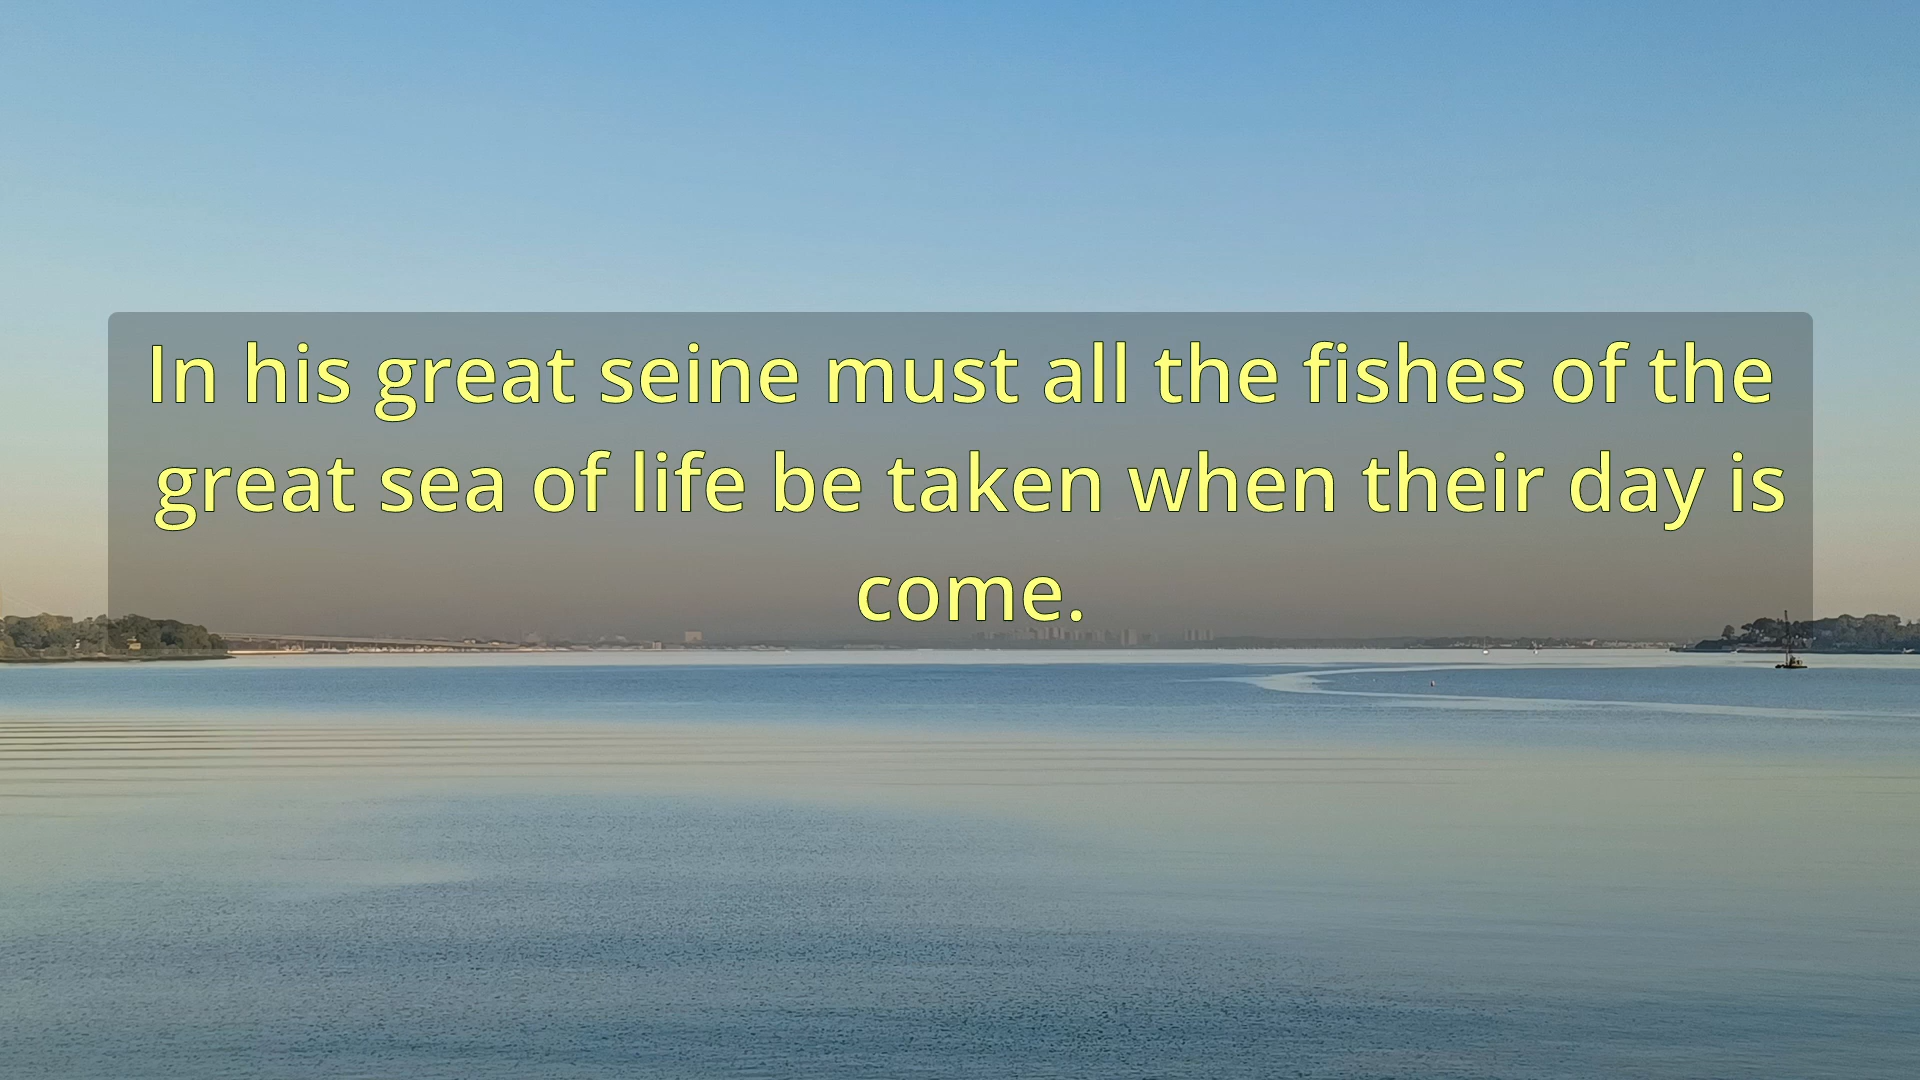 In his great seine must all the fishes of the
great sea of life be taken when their day is
come.